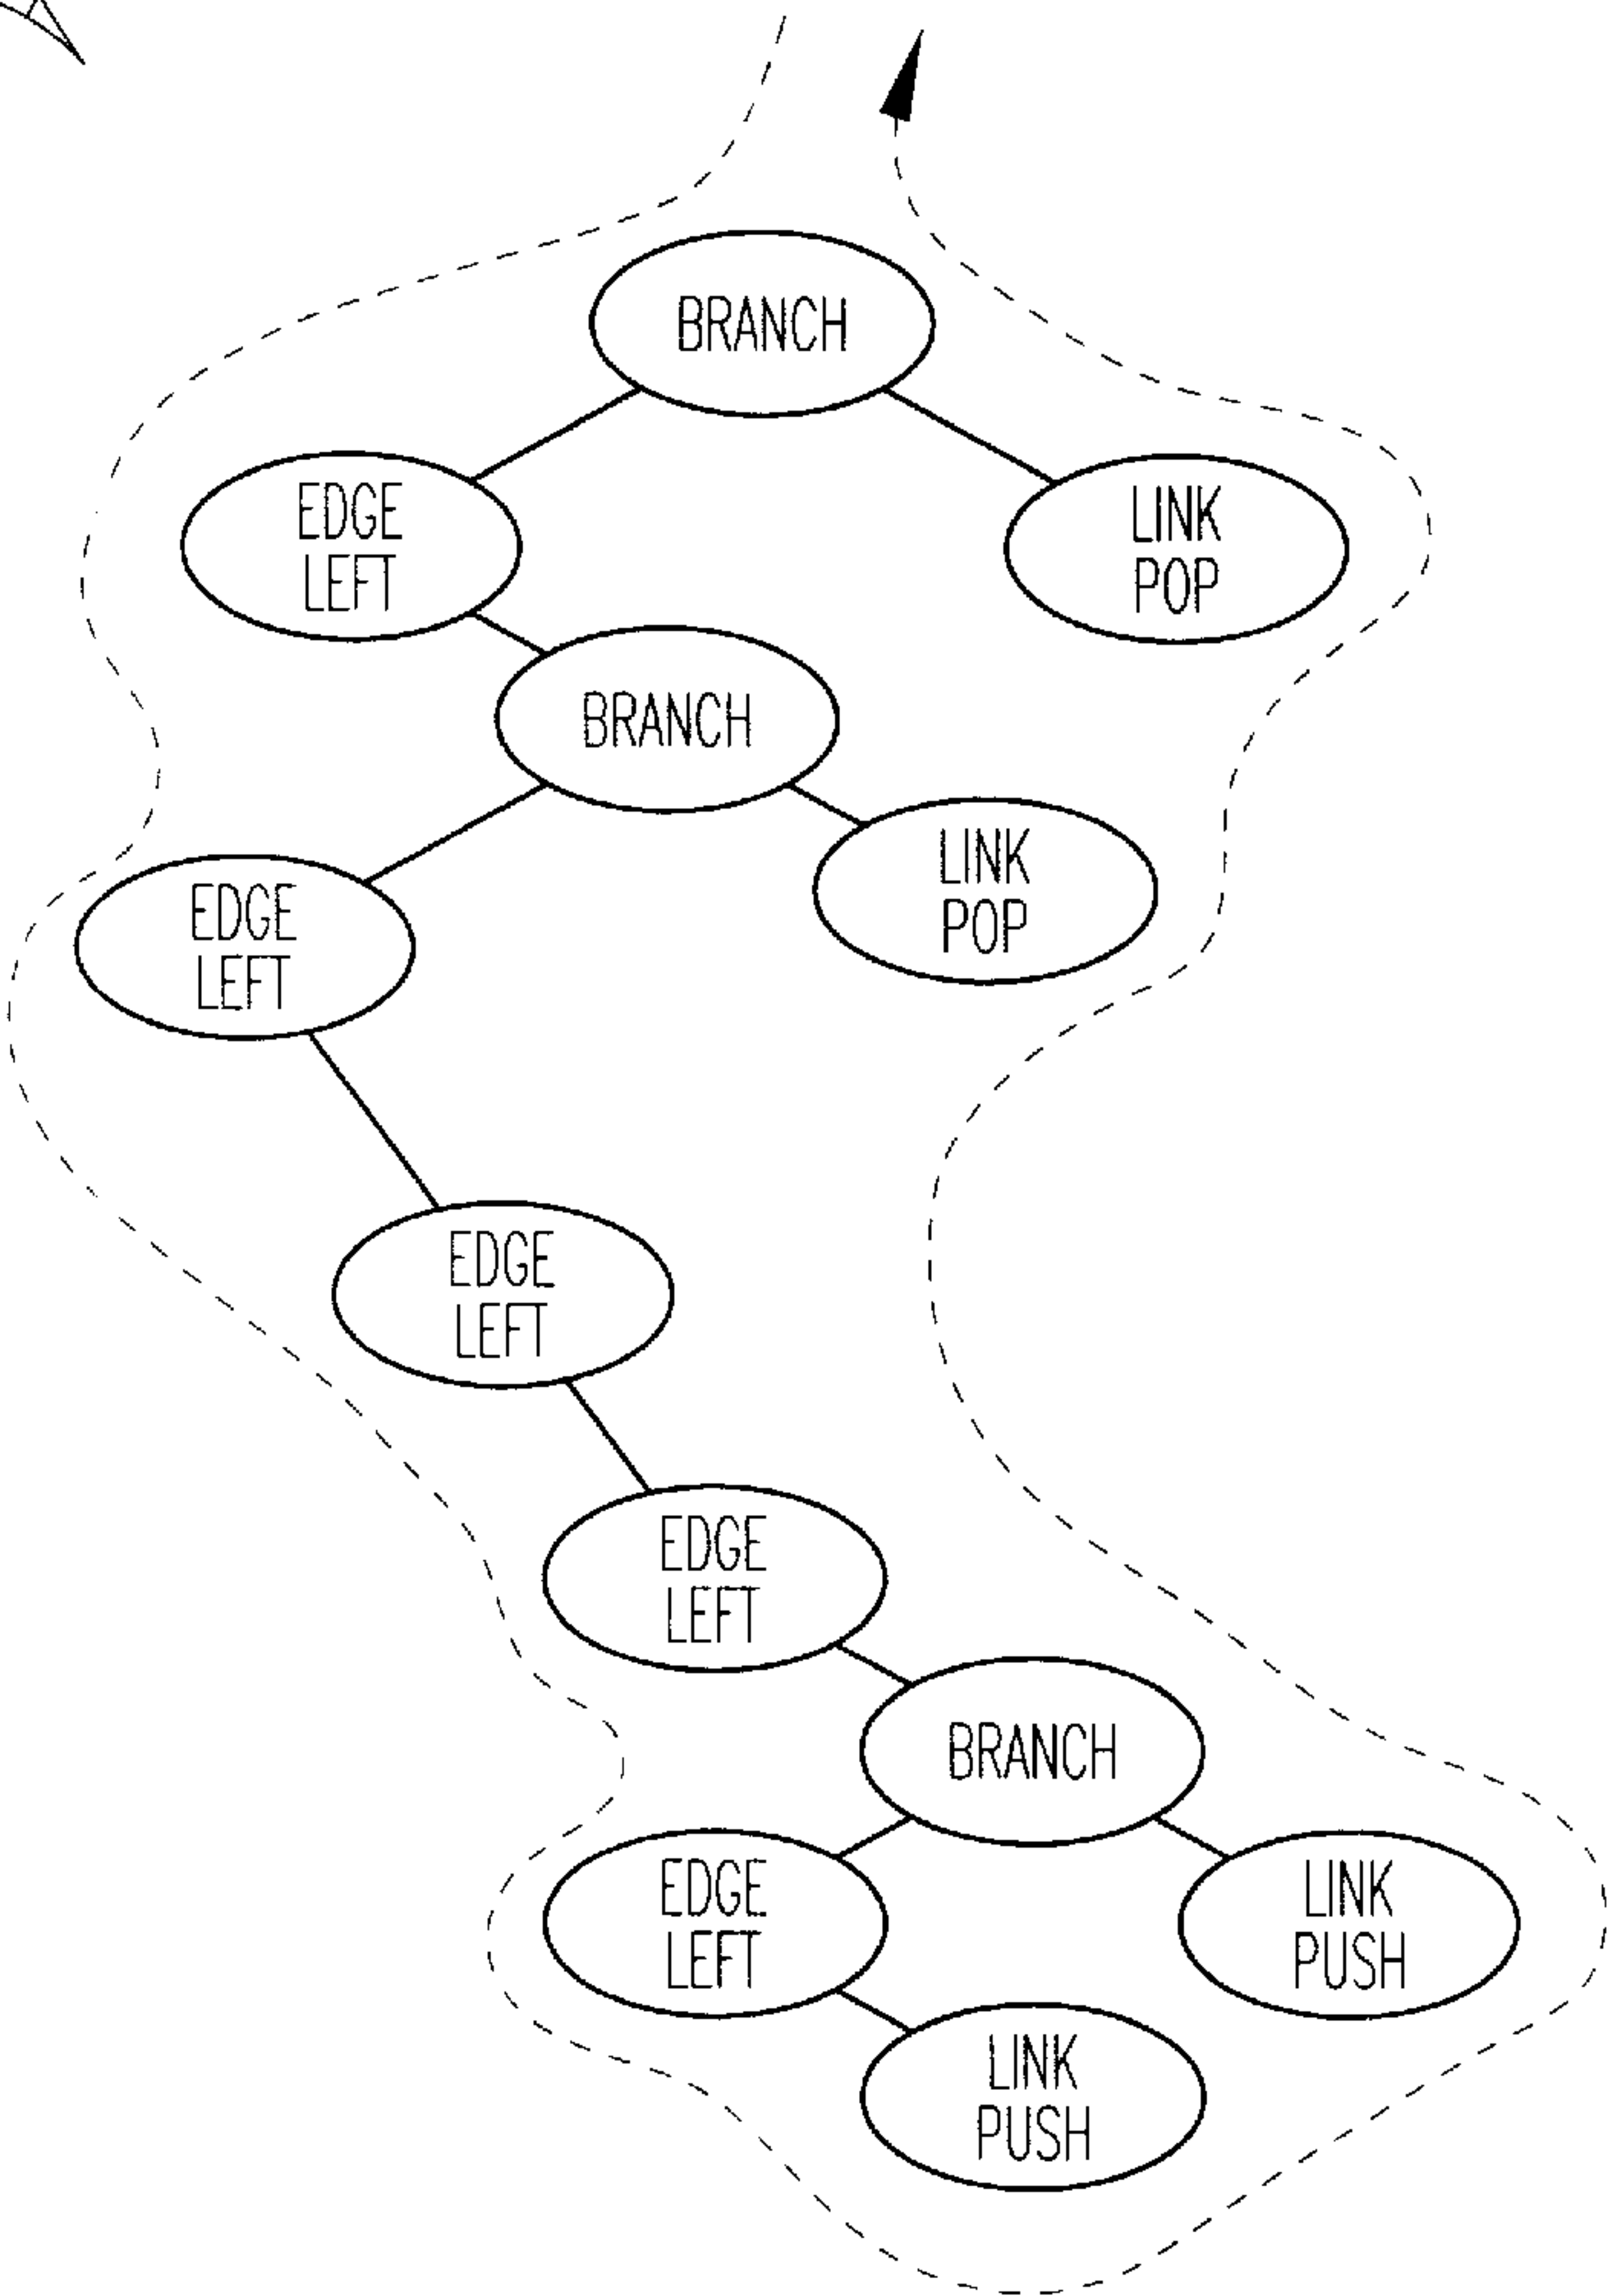 BRANCH
EDGE
LEFT
LINK
POP
BRANCH
LINK
POP
EDGE
LEFT
EDGE
LEFT
EDGE
LEFT
BRANCH
EDGE
LEFT
LINK
PUSH
LINK
PUSH